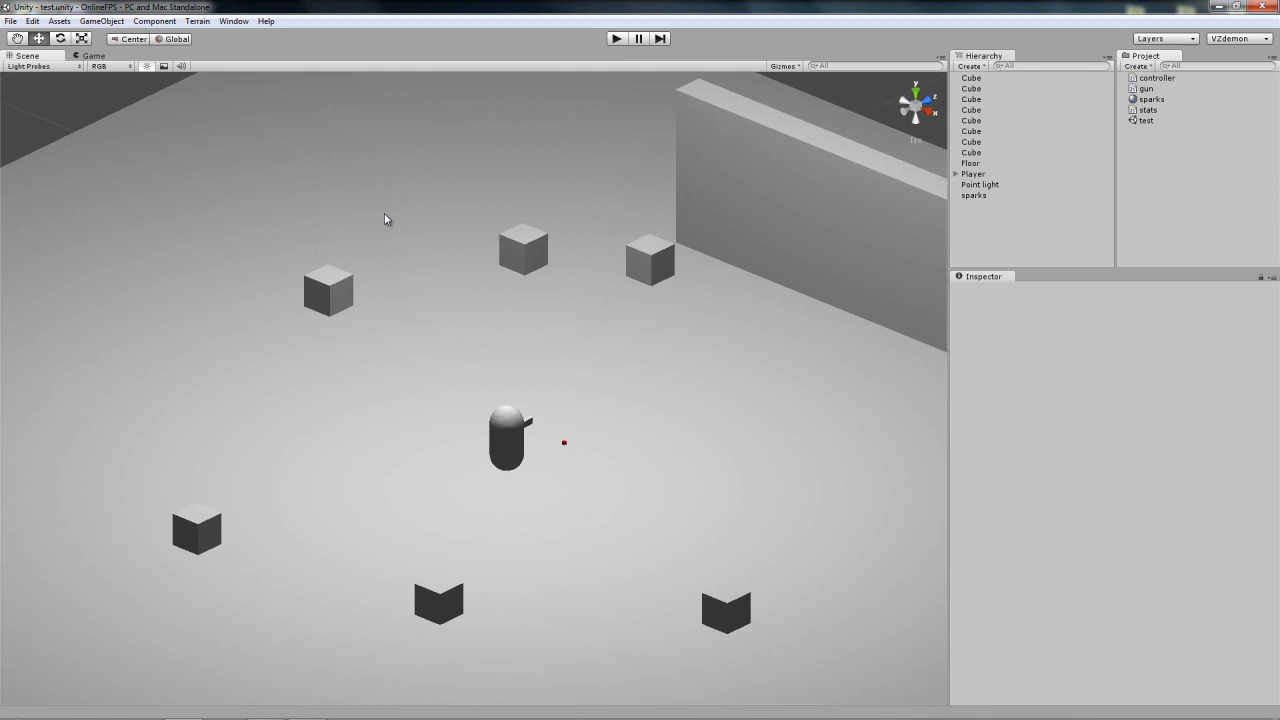 Unity - test.unity - OnlineFPS - PC and Mac Standalone
File Edit Assets GameObject Component Terrain Window Help
Center Global Layers VZdemon
Scene Game Hierarchy Project
Light Probes RGB Gizmos All Create All Create All
Cube controller
Cube gun
Cube sparks
Cube stats
Cube test
Cube
Cube
Cube
Floor
Player
Point light
sparks
y
z
x
Iso
Inspector